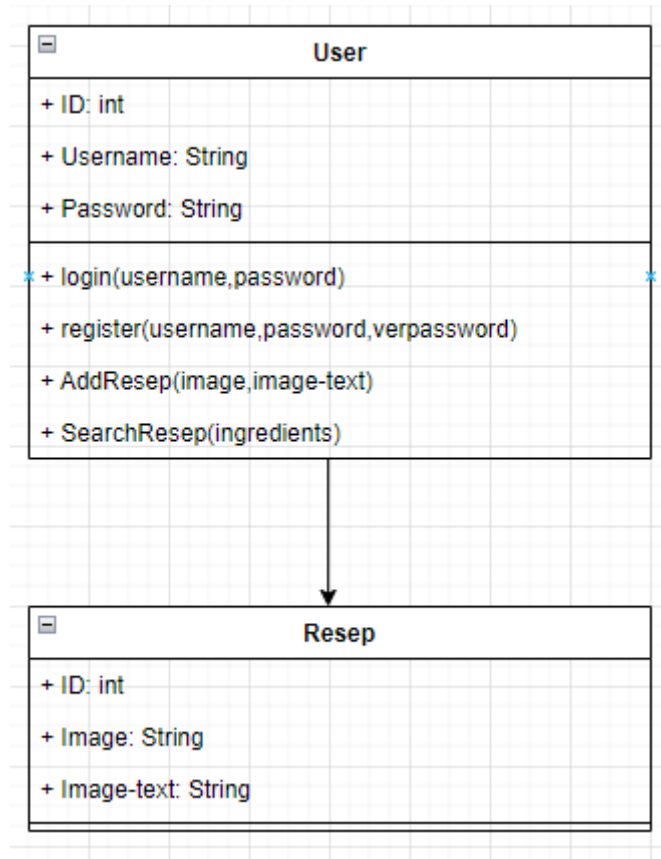 User
+ ID: int
+ Username: String
+ Password: String
+ login(username,password)
+ register(username,password,verpassword)
+ AddResep(image,image-text)
+ SearchResep(ingredients)
Resep
+ ID: int
+ Image: String
+ Image-text: String